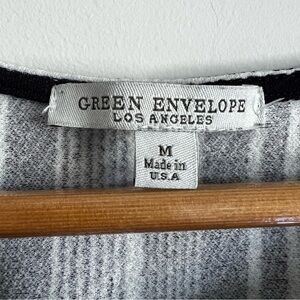 GREEN ENVELOPE
LOS ANGELES
M
Made in
U.S.A